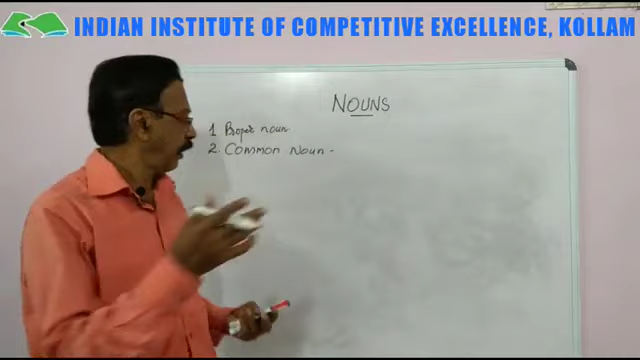 INDIAN INSTITUTE OF COMPETITIVE EXCELLENCE, KOLLAM
NOUNS
1 Proper noun.
2. Common Noun -